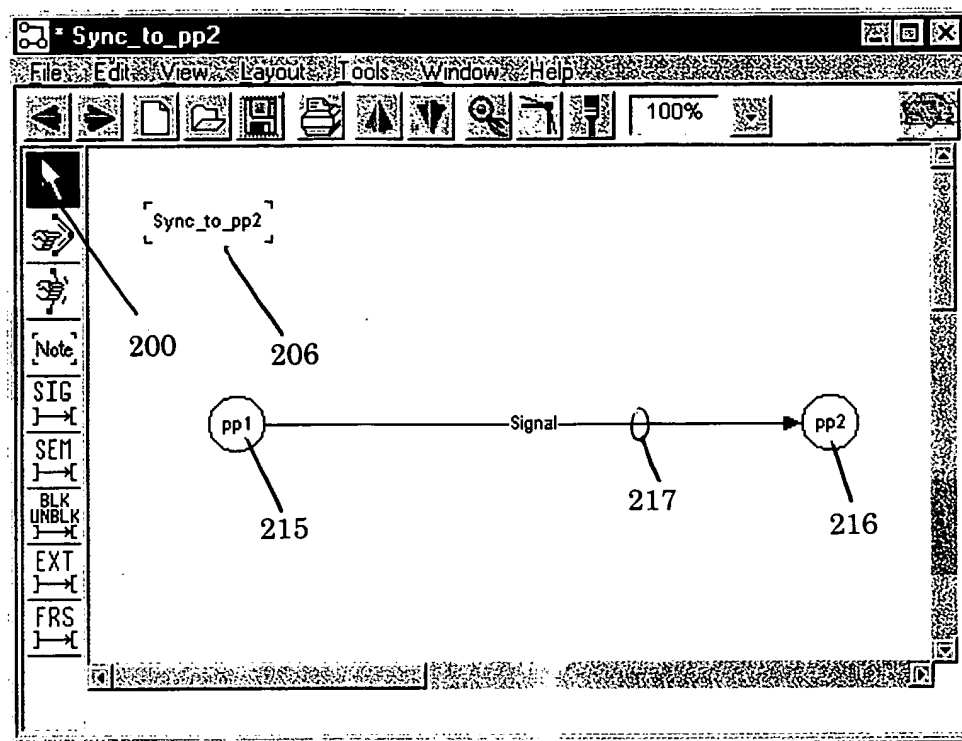 * Sync_to_pp2
File Edit View Layout Tools Window Help
100%
Sync_to_pp2
200
206
Note
SIG
SEM
BLK
UNBLK
EXT
FRS
pp1
Signal
pp2
217
215
216